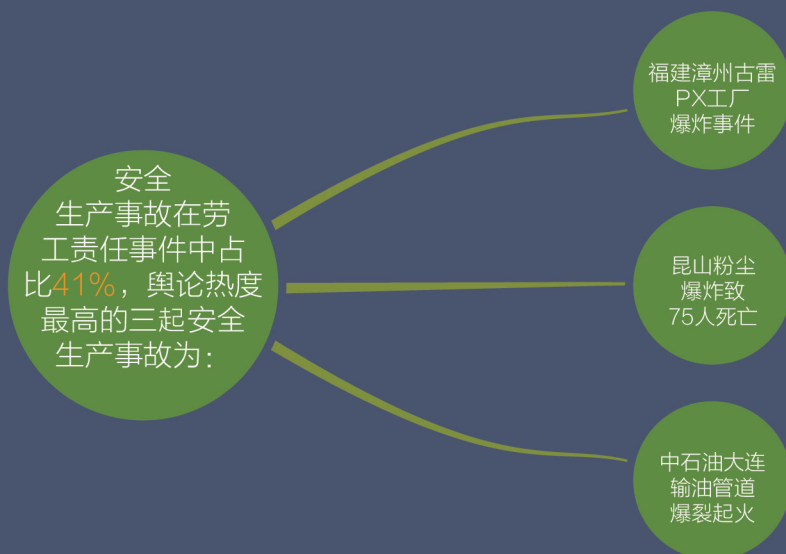 安全
生产事故在劳
工责任事件中占
比41%，舆论热度
最高的三起安全
生产事故为：
福建漳州古雷
PX工厂
爆炸事件
昆山粉尘
爆炸致
75人死亡
中石油大连
输油管道
爆裂起火